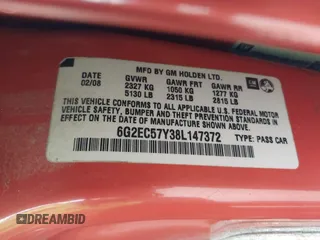 MFD BY GM HOLDEN LTD.
DATE GVWR GAWR FRT GAWR RR
02/08 2327 KG 1050 KG 1277 KG
5130 LB 2315 LB 2815 LB
THIS VEHICLE CONFORMS TO ALL APPLICABLE U.S. FEDERAL MOTOR
VEHICLE SAFETY, BUMPER AND THEFT PREVENTION STANDARDS IN
EFFECT ON THE DATE OF MANUFACTURE SHOWN ABOVE.
6G2EC57Y38L147372 TYPE: PASS CAR
GM
DREAMBID